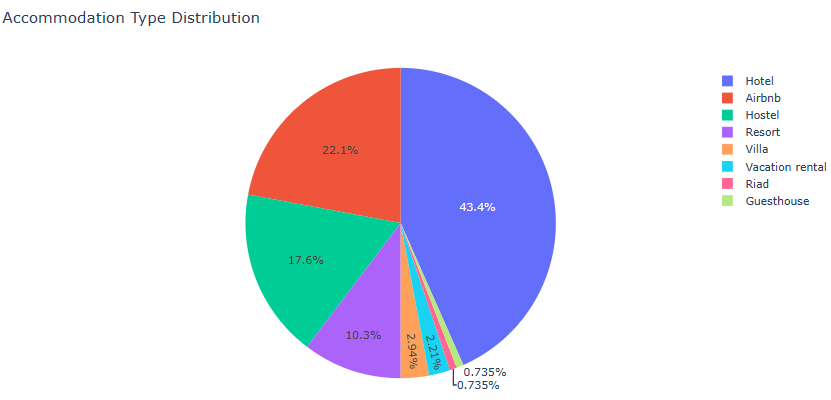 Accommodation Type Distribution
Hotel
Airbnb
Hostel
Resort
Villa
Vacation rental
Riad
Guesthouse
22.1%
43.4%
17.6%
10.3%
2.94%
2.21%
0.735%
0.735%